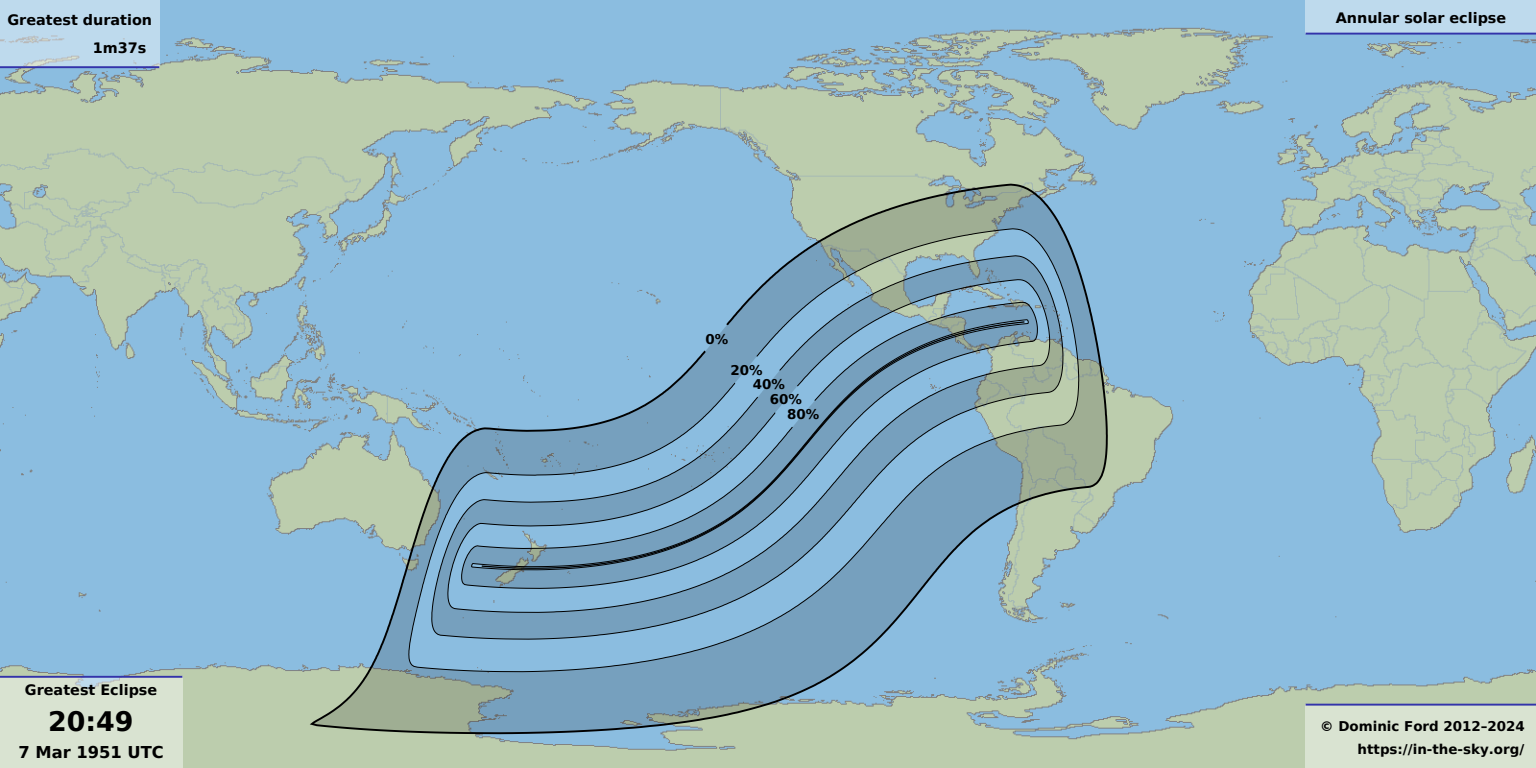 Greatest duration
1m37s
Annular solar eclipse
0%
20%
40%
60%
80%
Greatest Eclipse
20:49
7 Mar 1951 UTC
© Dominic Ford 2012–2024
https://in-the-sky.org/